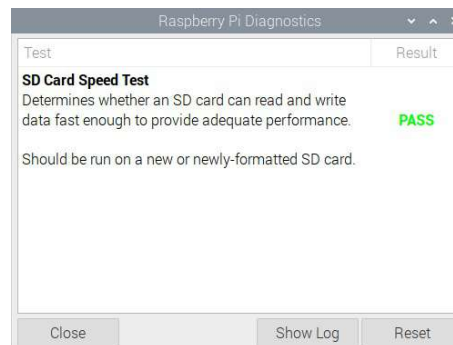 Raspberry Pi Diagnostics
Test Result
SD Card Speed Test
Determines whether an SD card can read and write
data fast enough to provide adequate performance. PASS
Should be run on a new or newly-formatted SD card.
Close Show Log Reset